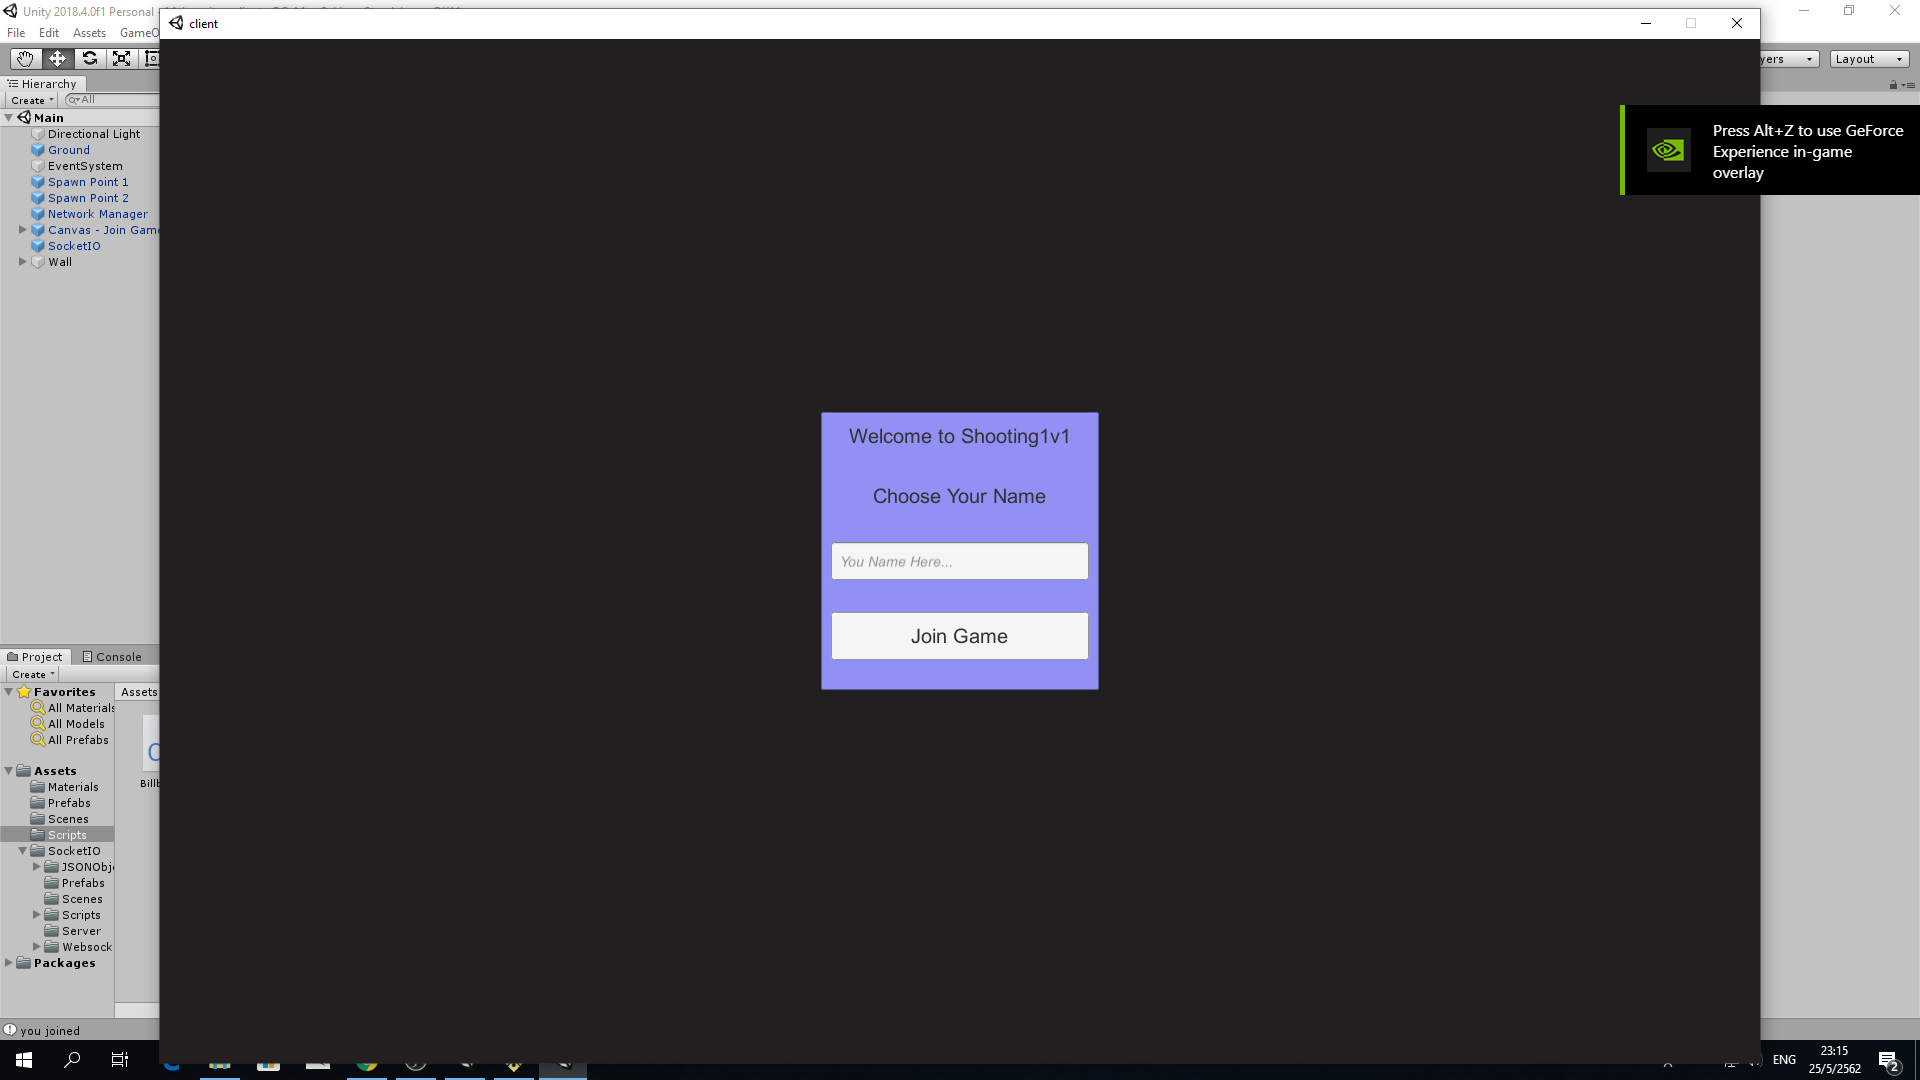 Unity 2018.4.0f1 Personal -
client
File Edit Assets GameO
yers
Layout
Hierarchy
Create
All
Main
Directional Light
Ground
EventSystem
Spawn Point 1
Spawn Point 2
Network Manager
Canvas - Join Game
SocketIO
Wall
Press Alt+Z to use GeForce
Experience in-game
overlay
Welcome to Shooting1v1
Choose Your Name
You Name Here...
Join Game
Project
Console
Create
Favorites
All Materials
All Models
All Prefabs
Assets
Materials
Prefabs
Scenes
Scripts
SocketIO
JSONObje
Prefabs
Scenes
Scripts
Server
Websock
Packages
Assets
C
Billb
you joined
ENG
23:15
25/5/2562
2